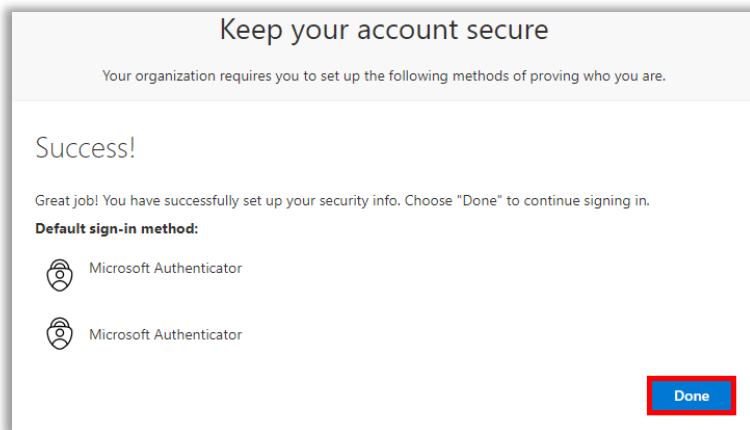 Keep your account secure
Your organization requires you to set up the following methods of proving who you are.
Success!
Great job! You have successfully set up your security info. Choose "Done" to continue signing in.
Default sign-in method:
Microsoft Authenticator
Microsoft Authenticator
Done